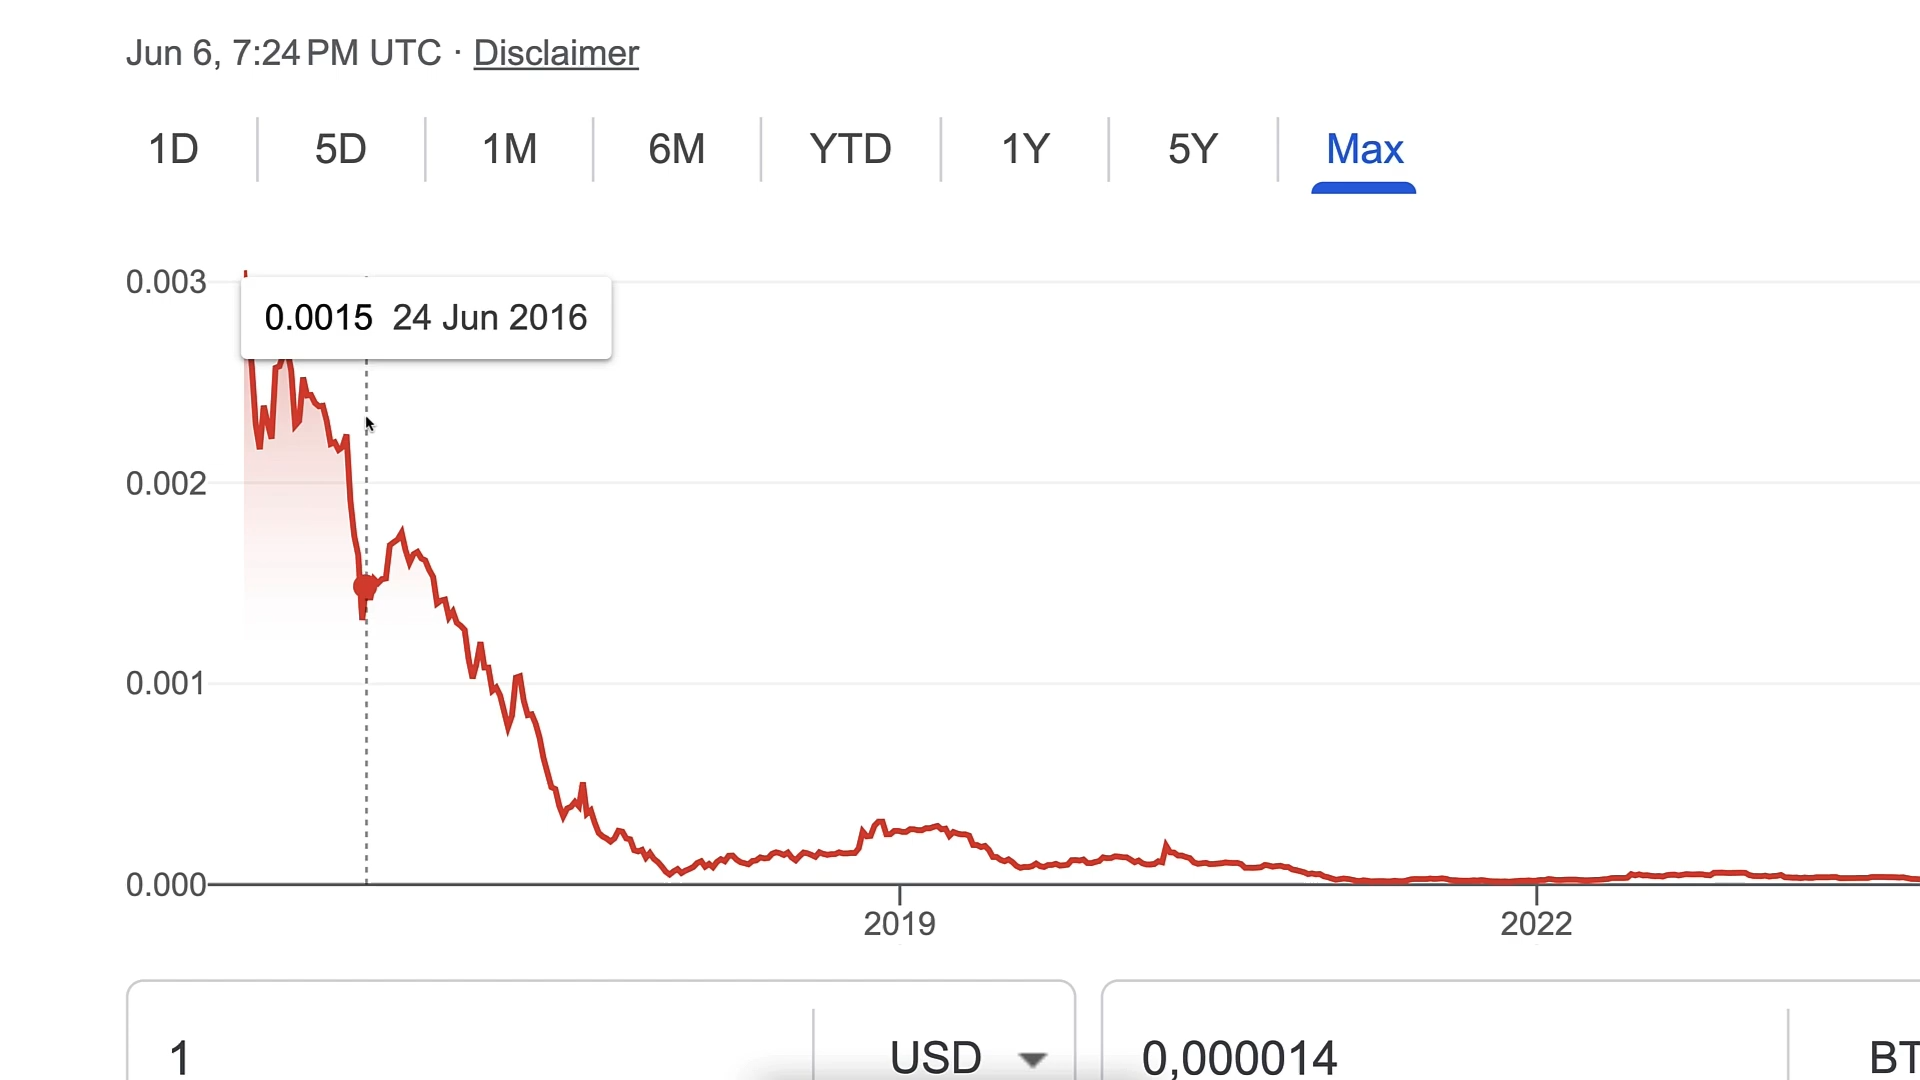 Jun 6, 7:24 PM UTC · Disclaimer
1D 5D 1M 6M YTD 1Y 5Y Max
0.003
0.0015 24 Jun 2016
0.002
0.001
0.000
2019 2022
1 USD 0,000014 BT